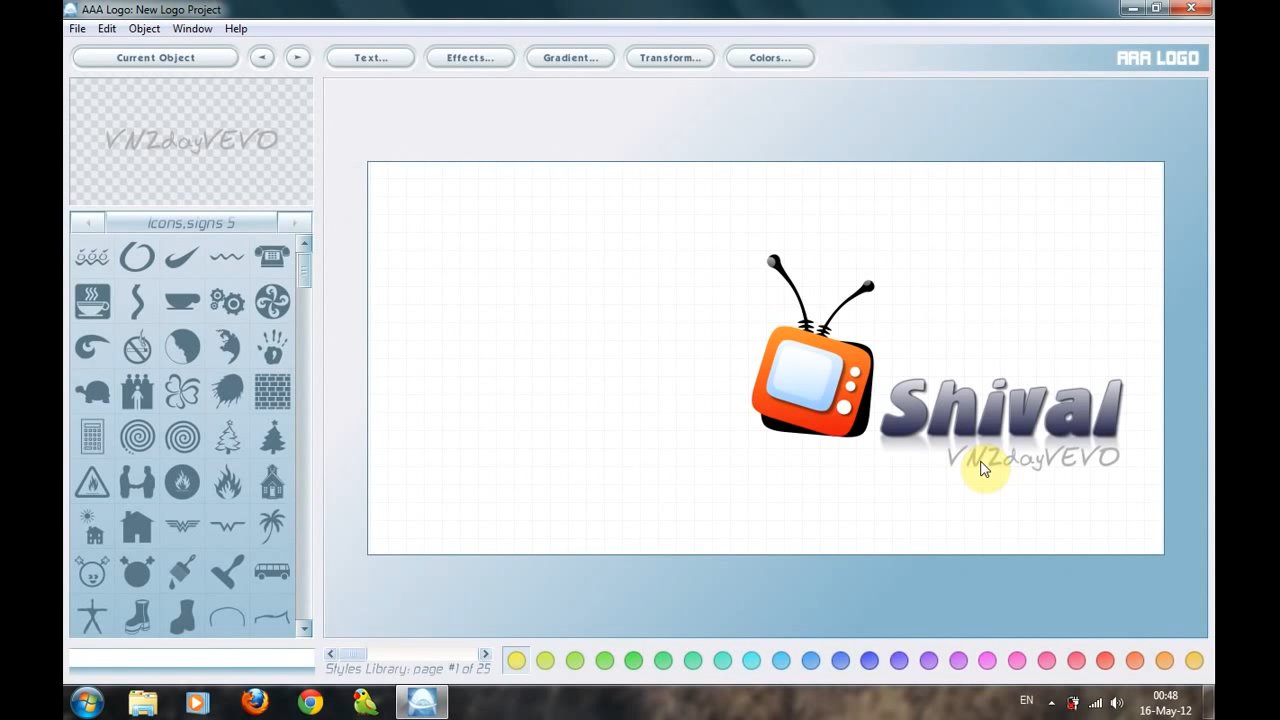 AAA Logo: New Logo Project
File Edit Object Window Help
Current Object Text... Effects... Gradient... Transform... Colors... AAA LOGO
VNZdayVEVO
icons,signs 5
Shival
VNZdayVEVO
Styles Library: page #1 of 25
EN 00:48
16-May-12